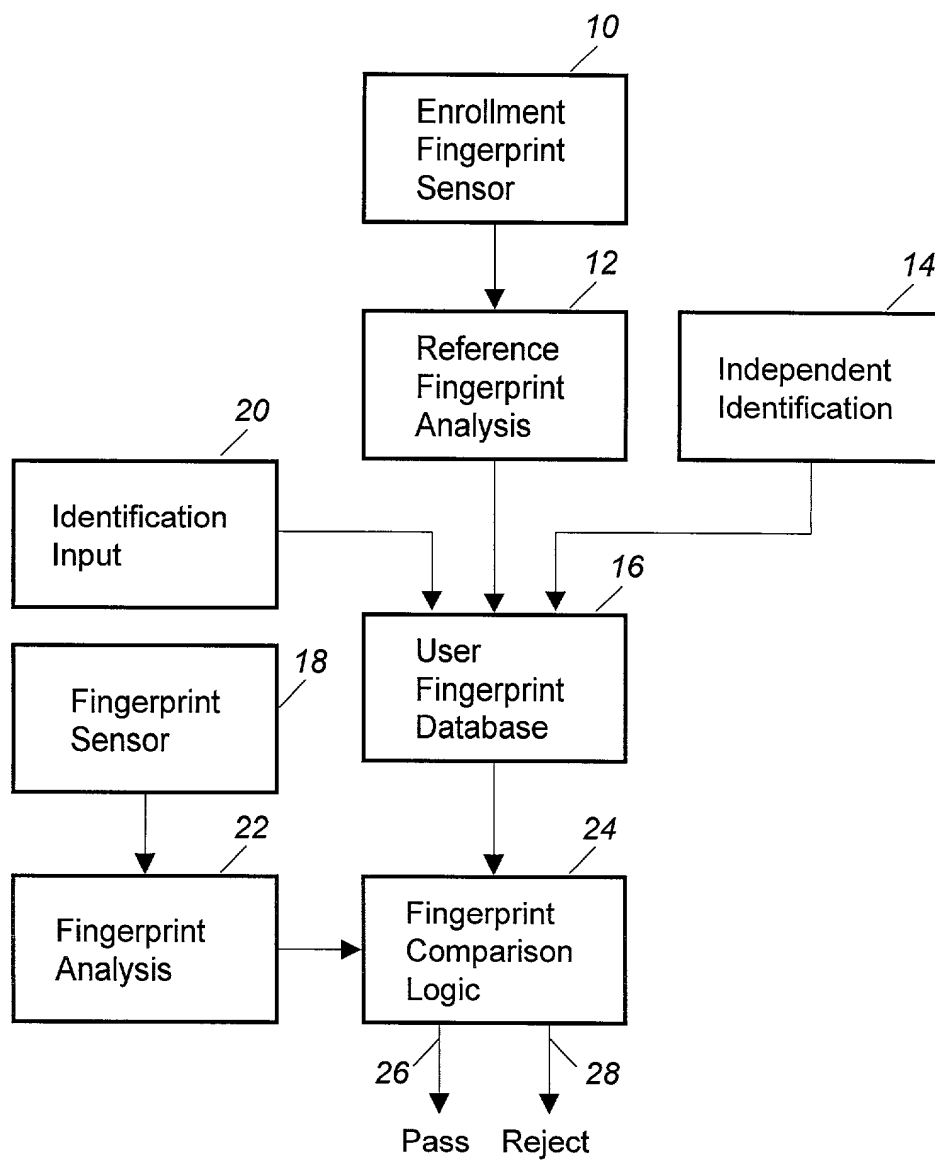 10
Enrollment
Fingerprint
Sensor
12
Reference
Fingerprint
Analysis
14
Independent
Identification
20
Identification
Input
16
User
Fingerprint
Database
18
Fingerprint
Sensor
22
Fingerprint
Analysis
24
Fingerprint
Comparison
Logic
26
28
Pass
Reject